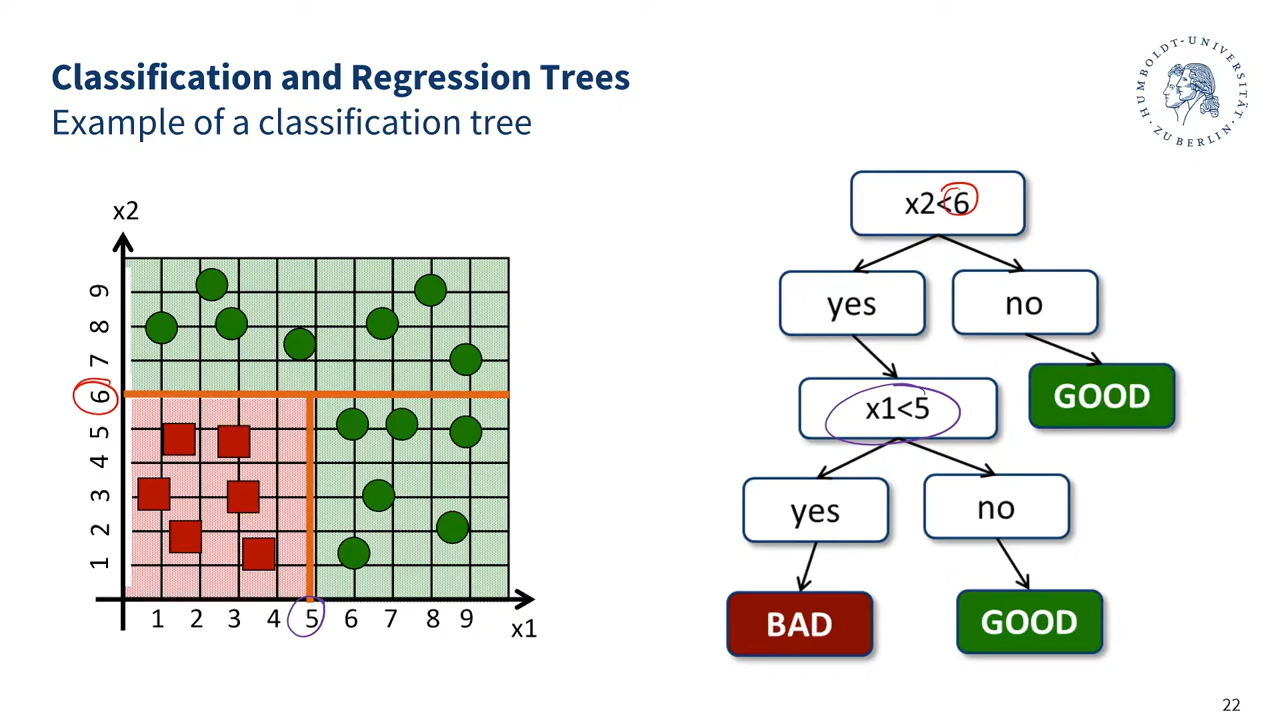 Classification and Regression Trees
Example of a classification tree
HUMBOLDT-UNIVERSITÄT
· ZU BERLIN ·
x2
9
8
7
6
5
4
3
2
1
1 2 3 4 5 6 7 8 9
x1
x2<6
yes
no
x1<5
GOOD
yes
no
BAD
GOOD
22